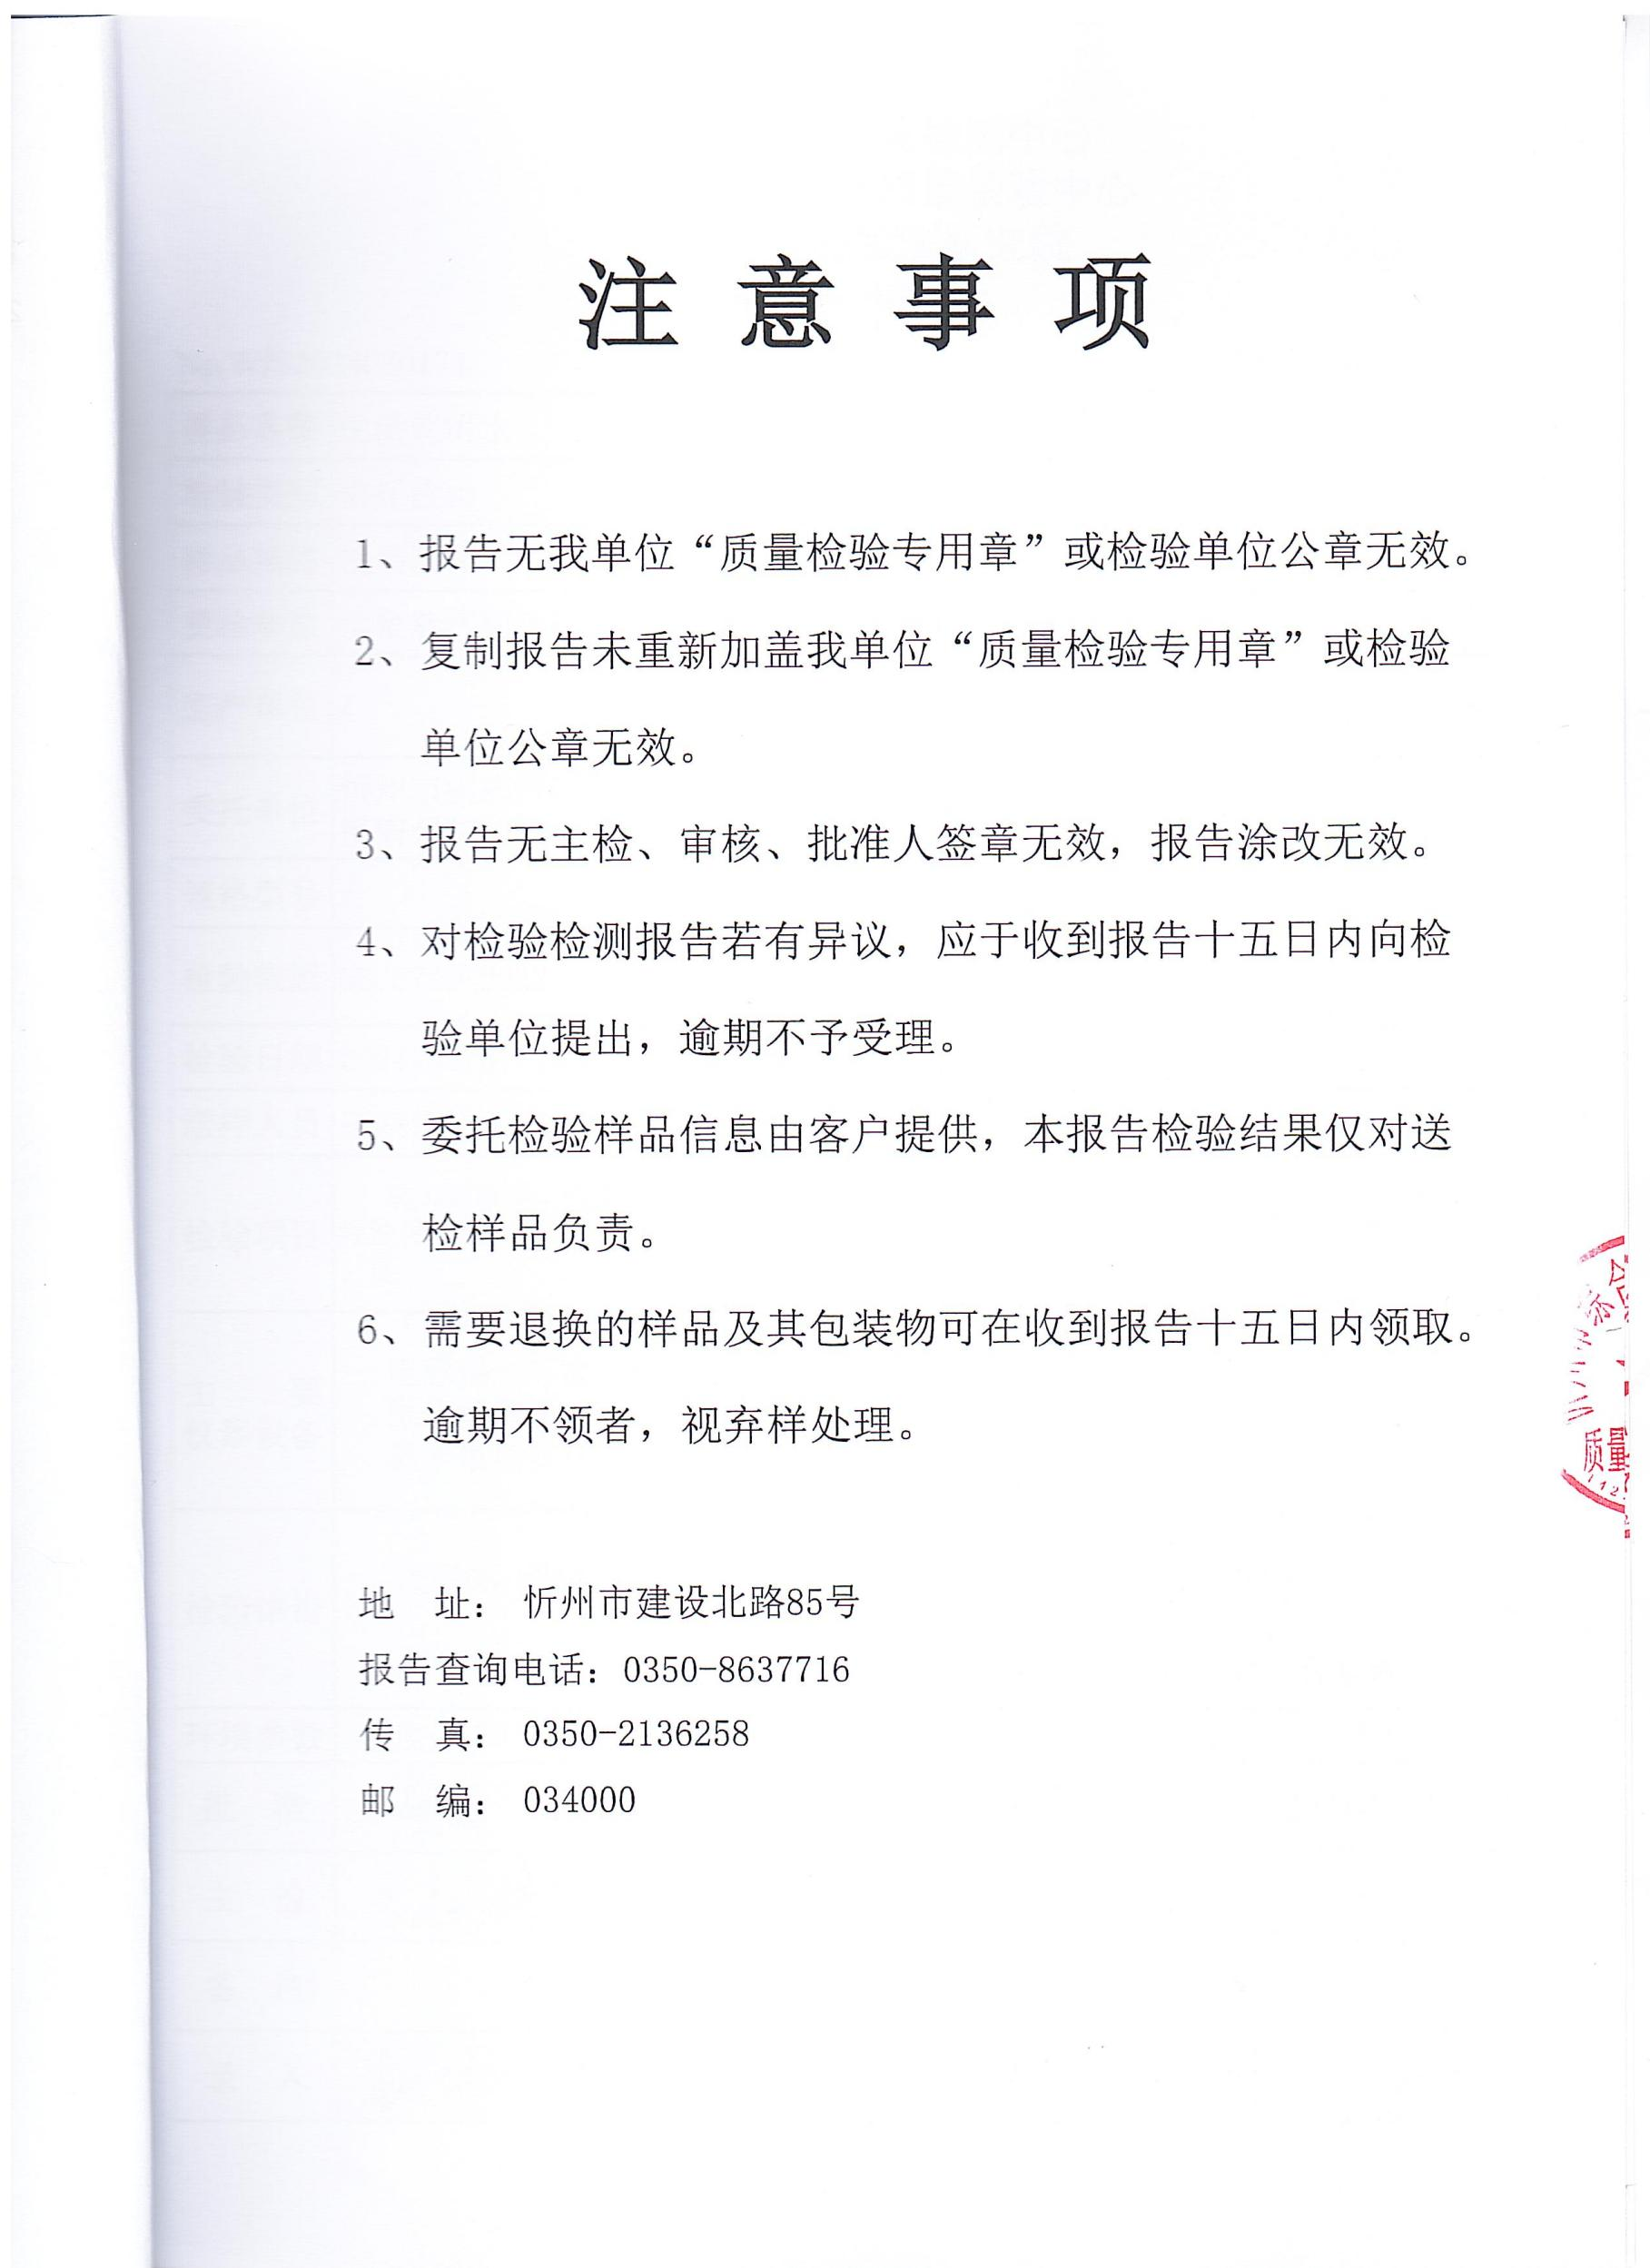 注意事项
1、报告无我单位“质量检验专用章”或检验单位公章无效。
2、复制报告未重新加盖我单位“质量检验专用章”或检验
单位公章无效。
3、报告无主检、审核、批准人签章无效，报告涂改无效。
4、对检验检测报告若有异议，应于收到报告十五日内向检
验单位提出，逾期不予受理。
5、委托检验样品信息由客户提供，本报告检验结果仅对送
检样品负责。
6、需要退换的样品及其包装物可在收到报告十五日内领取。
逾期不领者，视弃样处理。
地 址： 忻州市建设北路85号
报告查询电话：0350-8637716
传 真： 0350-2136258
邮 编： 034000
质量